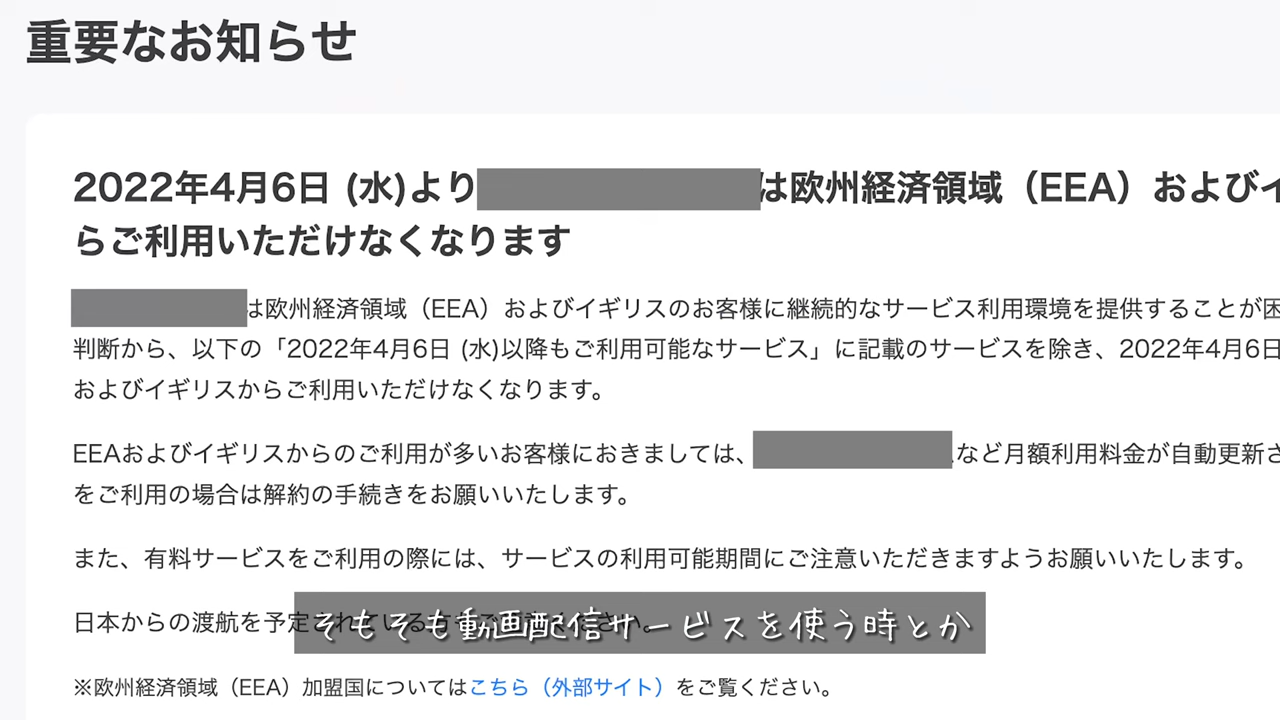 重要なお知らせ
2022年4月6日 (水)より
は欧州経済領域（EEA）およびイ
らご利用いただけなくなります
は欧州経済領域（EEA）およびイギリスのお客様に継続的なサービス利用環境を提供することが困
判断から、以下の「2022年4月6日 (水)以降もご利用可能なサービス」に記載のサービスを除き、2022年4月6日
およびイギリスからご利用いただけなくなります。
EEAおよびイギリスからのご利用が多いお客様におきましては、
など月額利用料金が自動更新さ
をご利用の場合は解約の手続きをお願いいたします。
また、有料サービスをご利用の際には、サービスの利用可能期間にご注意いただきますようお願いいたします。
日本からの渡航を予定
そもそも動画配信サービスを使う時とか
※欧州経済領域（EEA）加盟国についてはこちら（外部サイト）をご覧ください。